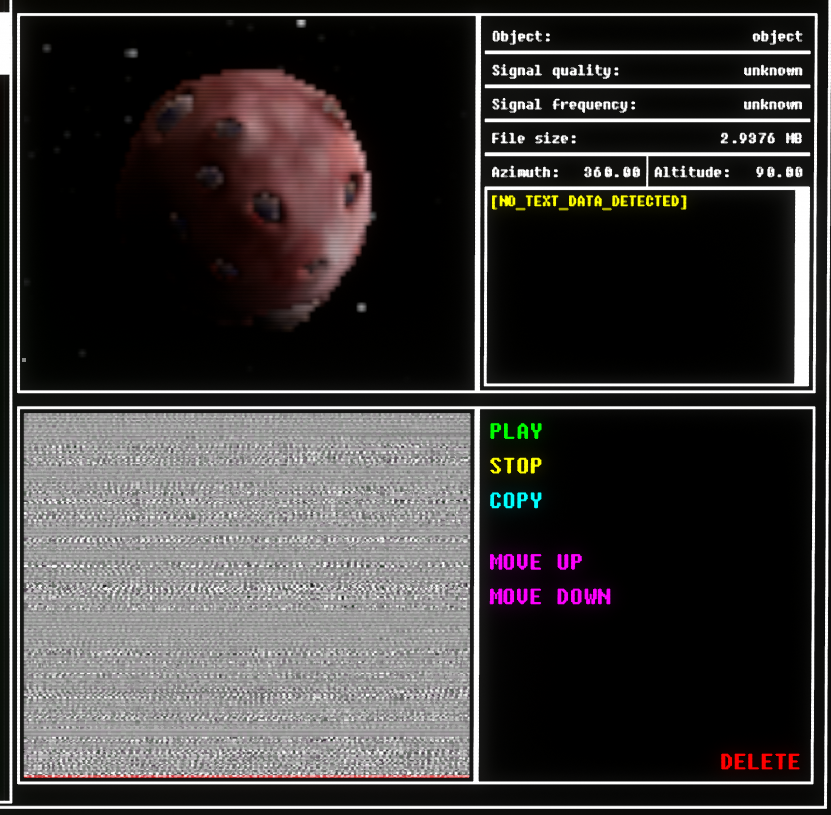 Object: object
Signal quality: unknown
Signal frequency: unknown
File size: 2.9376 MB
Azimuth: 360.00 Altitude: 90.00
[NO_TEXT_DATA_DETECTED]
PLAY
STOP
COPY
MOVE UP
MOVE DOWN
DELETE